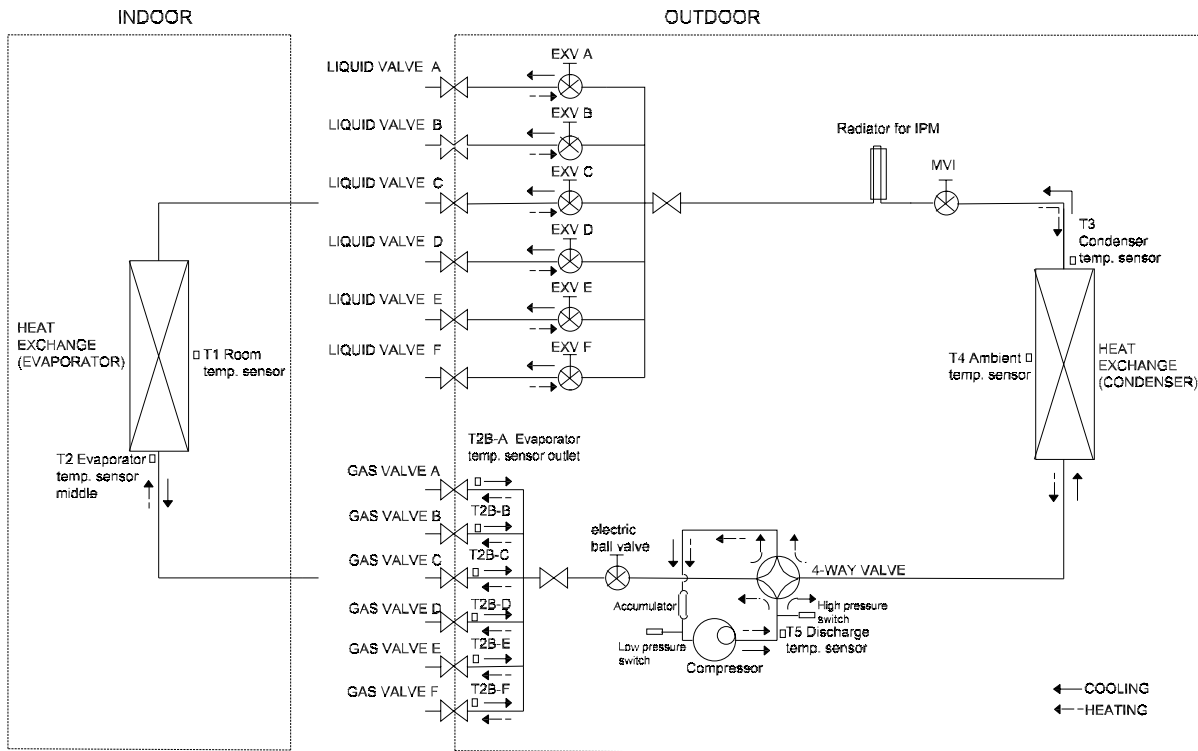 INDOOR
OUTDOOR
LIQUID VALVE A
EXV A
LIQUID VALVE B
EXV B
LIQUID VALVE C
EXV C
LIQUID VALVE D
EXV D
LIQUID VALVE E
EXV E
LIQUID VALVE F
EXV F
Radiator for IPM
MVI
T3
Condenser
temp. sensor
HEAT
EXCHANGE
(EVAPORATOR)
T1 Room
temp. sensor
T4 Ambient
temp. sensor
HEAT
EXCHANGE
(CONDENSER)
T2 Evaporator
temp. sensor
middle
T2B-A Evaporator
temp. sensor outlet
GAS VALVE A
GAS VALVE B
T2B-B
GAS VALVE C
T2B-C
GAS VALVE D
T2B-D
GAS VALVE E
T2B-E
GAS VALVE F
T2B-F
electric
ball valve
4-WAY VALVE
Accumulator
High pressure
switch
Low pressure
switch
T5 Discharge
temp. sensor
Compressor
COOLING
HEATING